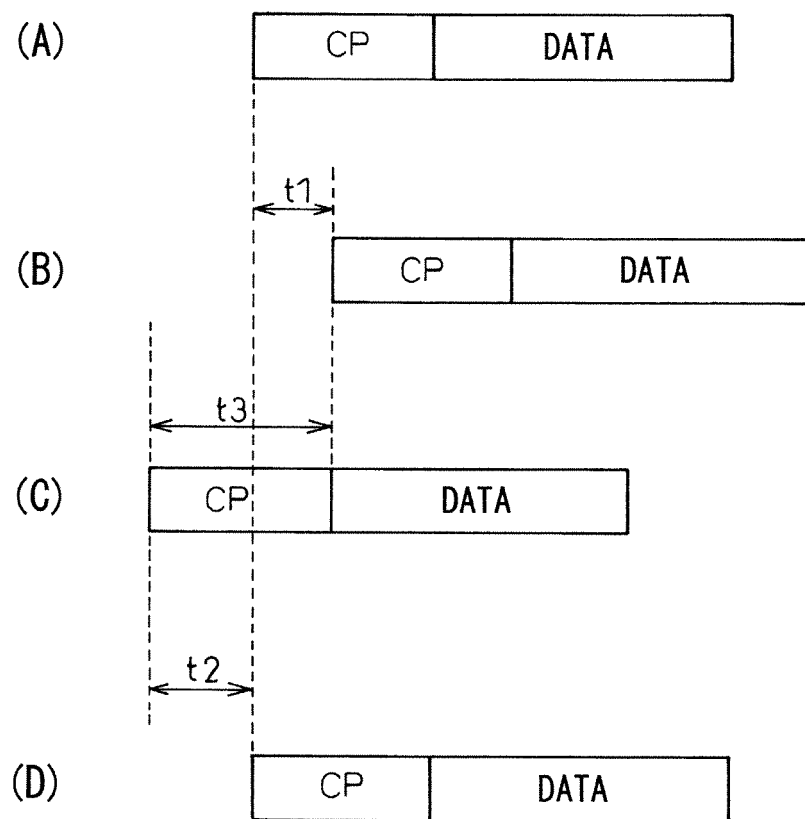 (A) CP DATA
t1
(B) CP DATA
t3
(C) CP DATA
t2
(D) CP DATA